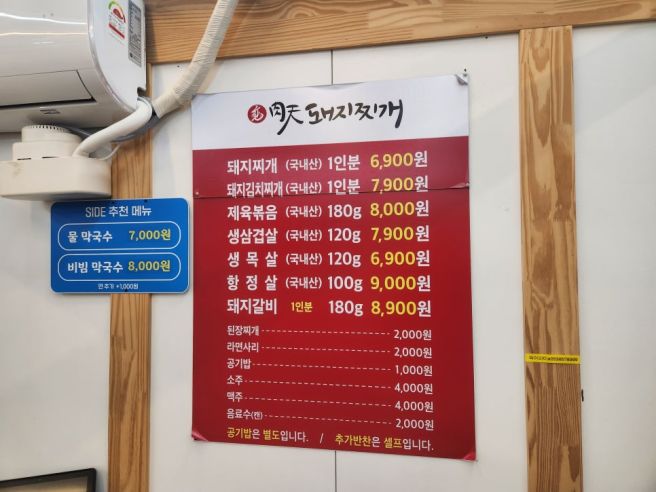 肉天 돼지찌개
돼지찌개 (국내산) 1인분 6,900원
돼지김치찌개 (국내산) 1인분 7,900원
제육볶음 (국내산) 180g 8,000원
생삼겹살 (국내산) 120g 7,900원
생 목 살 (국내산) 120g 6,900원
항 정 살 (국내산) 100g 9,000원
돼지갈비 1인분 180g 8,900원
된장찌개 2,000원
라면사리 2,000원
공기밥 1,000원
소주 4,000원
맥주 4,000원
음료수(캔) 2,000원
공기밥은 별도입니다. / 추가반찬은 셀프입니다.
SIDE 추천 메뉴
물 막국수 7,000원
비빔 막국수 8,000원
면추가 +1,000원